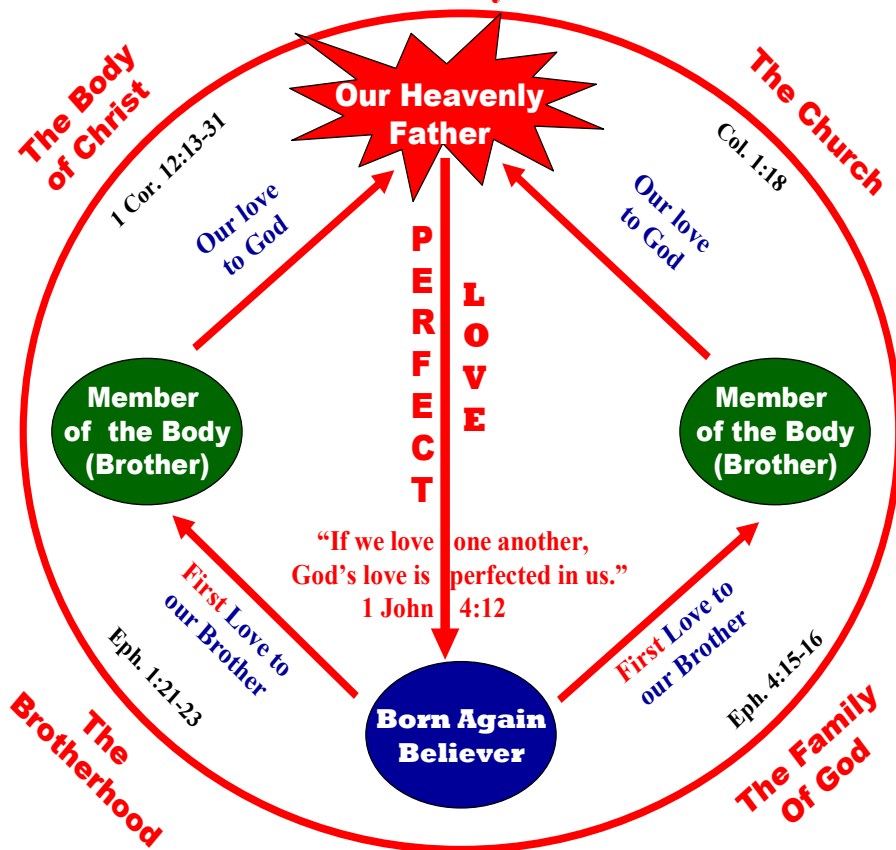 The Body
of Christ
1 Cor. 12:13-31
Our Heavenly
Father
The Church
Col. 1:18
Our love
to God
Our love
to God
PERFECT
LOVE
Member
of the Body
(Brother)
Member
of the Body
(Brother)
“If we love one another,
God’s love is perfected in us.”
1 John 4:12
First Love to
our Brother
First Love to
our Brother
Eph. 1:21-23
Eph. 4:15-16
Born Again
Believer
The
Brotherhood
The Family
Of God